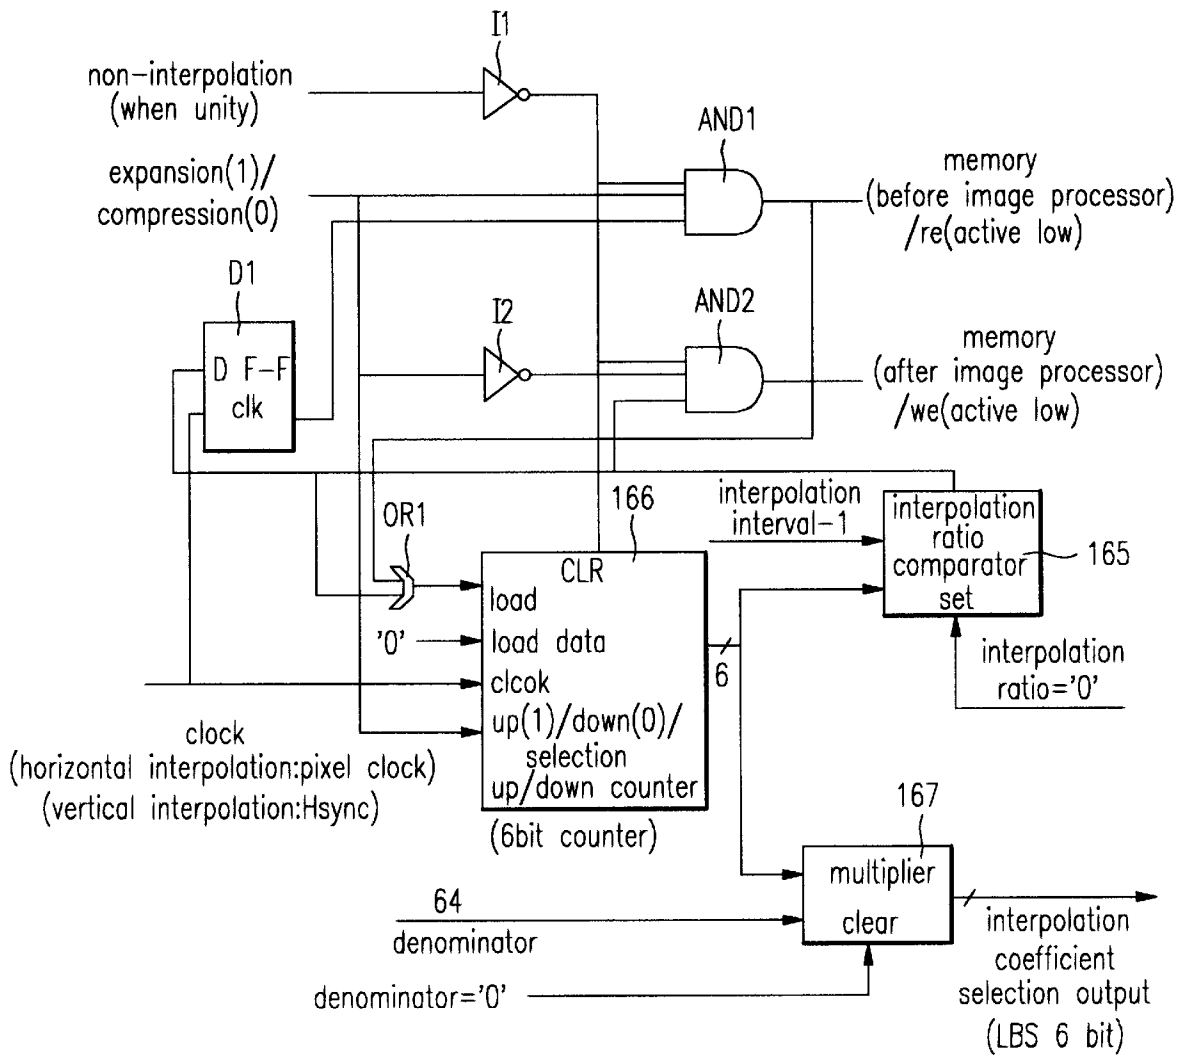 I1
non-interpolation
(when unity)
AND1
expansion(1)/
compression(0)
memory
(before image processor)
/re(active low)
D1
D F-F
clk
I2
AND2
memory
(after image processor)
/we(active low)
OR1
166
interpolation
interval-1
interpolation
ratio
comparator
set
165
CLR
load
'0'
load data
clcok
up(1)/down(0)/
selection
up/down counter
(6bit counter)
6
interpolation
ratio='0'
clock
(horizontal interpolation:pixel clock)
(vertical interpolation:Hsync)
167
multiplier
clear
64
denominator
denominator='0'
interpolation
coefficient
selection output
(LBS 6 bit)